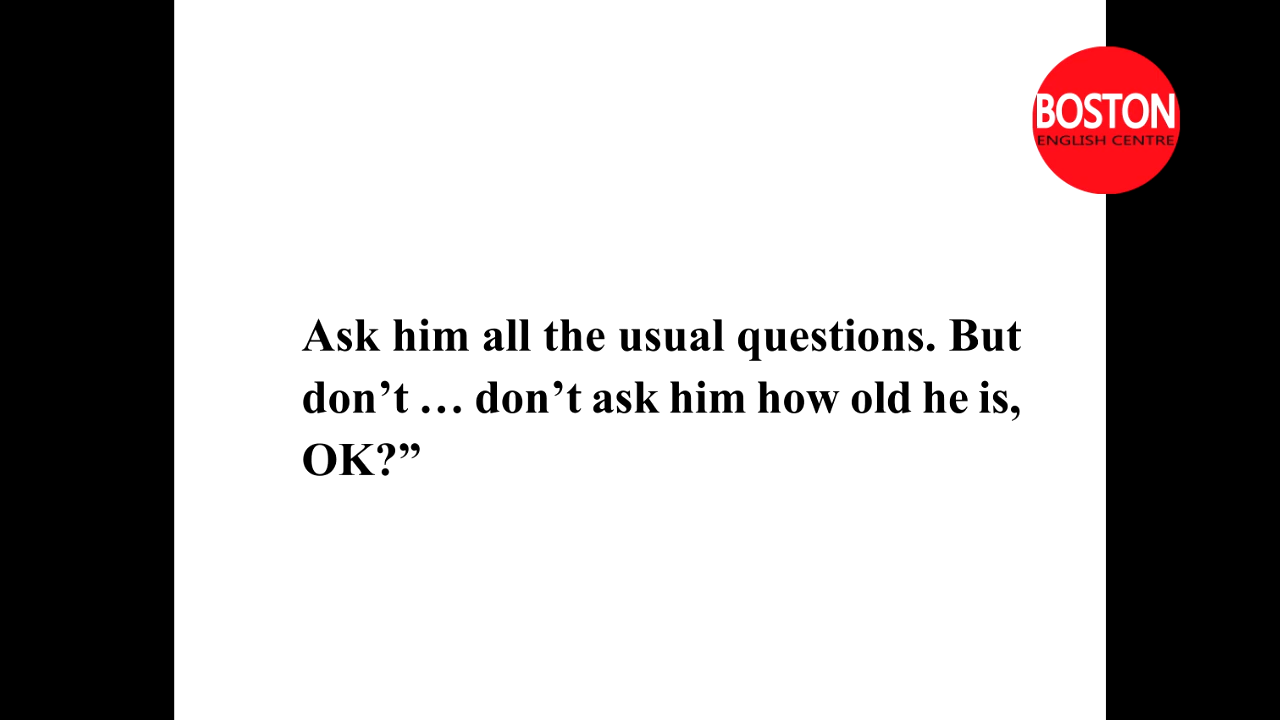 BOSTON
ENGLISH CENTRE
Ask him all the usual questions. But
don’t … don’t ask him how old he is,
OK?”